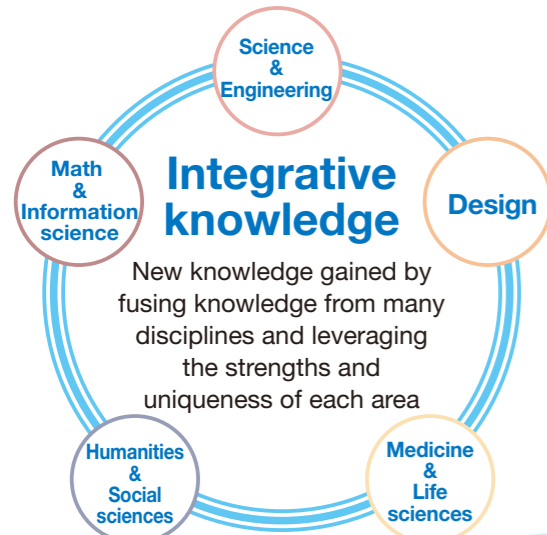 Science
&
Engineering
Math
&
Information
science
Integrative
knowledge
Design
New knowledge gained by
fusing knowledge from many
disciplines and leveraging
the strengths and
uniqueness of each area
Humanities
&
Social
sciences
Medicine
&
Life
sciences